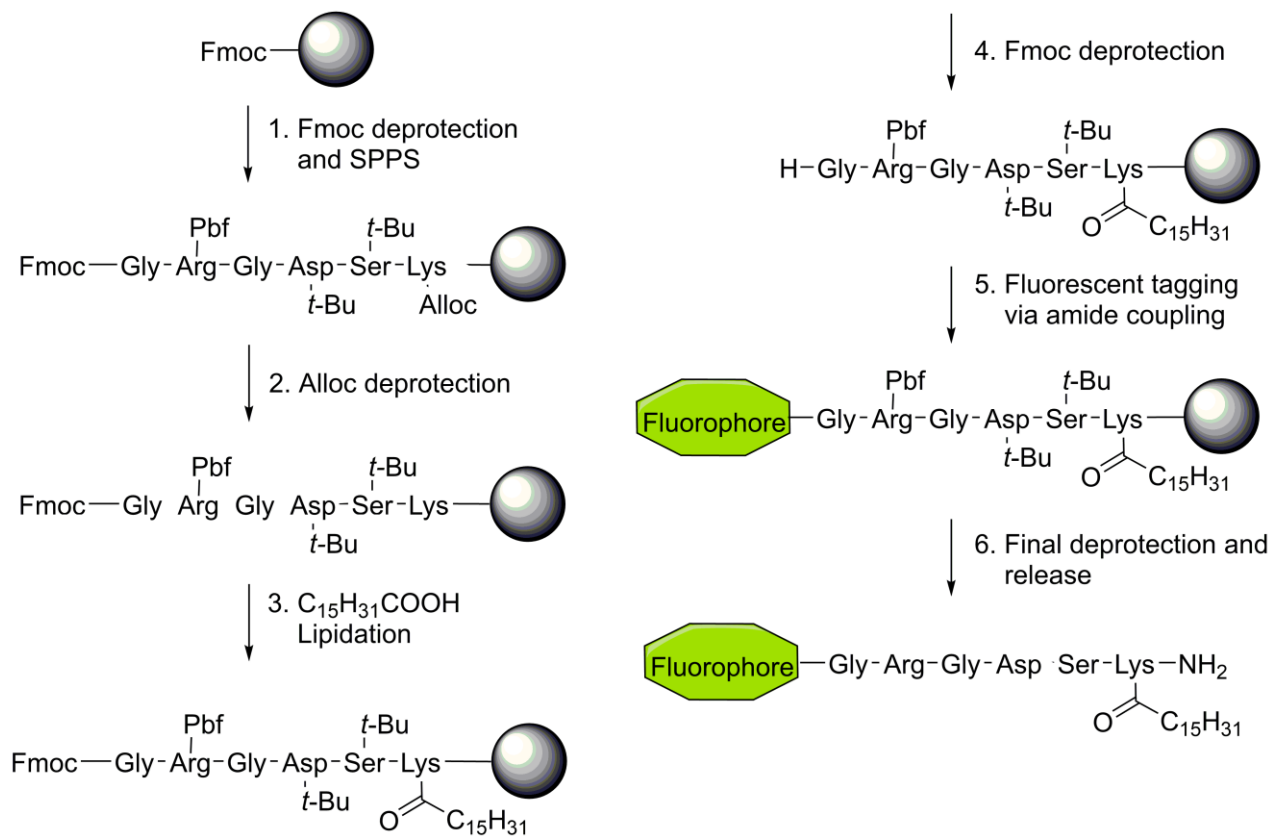 Fmoc
1. Fmoc deprotection
and SPPS
Pbf
t-Bu
Fmoc—Gly-Arg-Gly-Asp-Ser-Lys
t-Bu
Alloc
2. Alloc deprotection
Pbf
t-Bu
Fmoc—Gly Arg Gly Asp-Ser-Lys
t-Bu
3. C₁₅H₃₁COOH
Lipidation
Pbf
t-Bu
Fmoc—Gly-Arg-Gly-Asp-Ser-Lys
t-Bu
O
C₁₅H₃₁
4. Fmoc deprotection
Pbf
t-Bu
H-Gly-Arg-Gly-Asp-Ser-Lys
t-Bu
O
C₁₅H₃₁
5. Fluorescent tagging
via amide coupling
Pbf
t-Bu
Fluorophore-Gly-Arg-Gly-Asp-Ser-Lys
t-Bu
O
C₁₅H₃₁
6. Final deprotection and
release
Fluorophore-Gly-Arg-Gly-Asp Ser-Lys-NH₂
O
C₁₅H₃₁